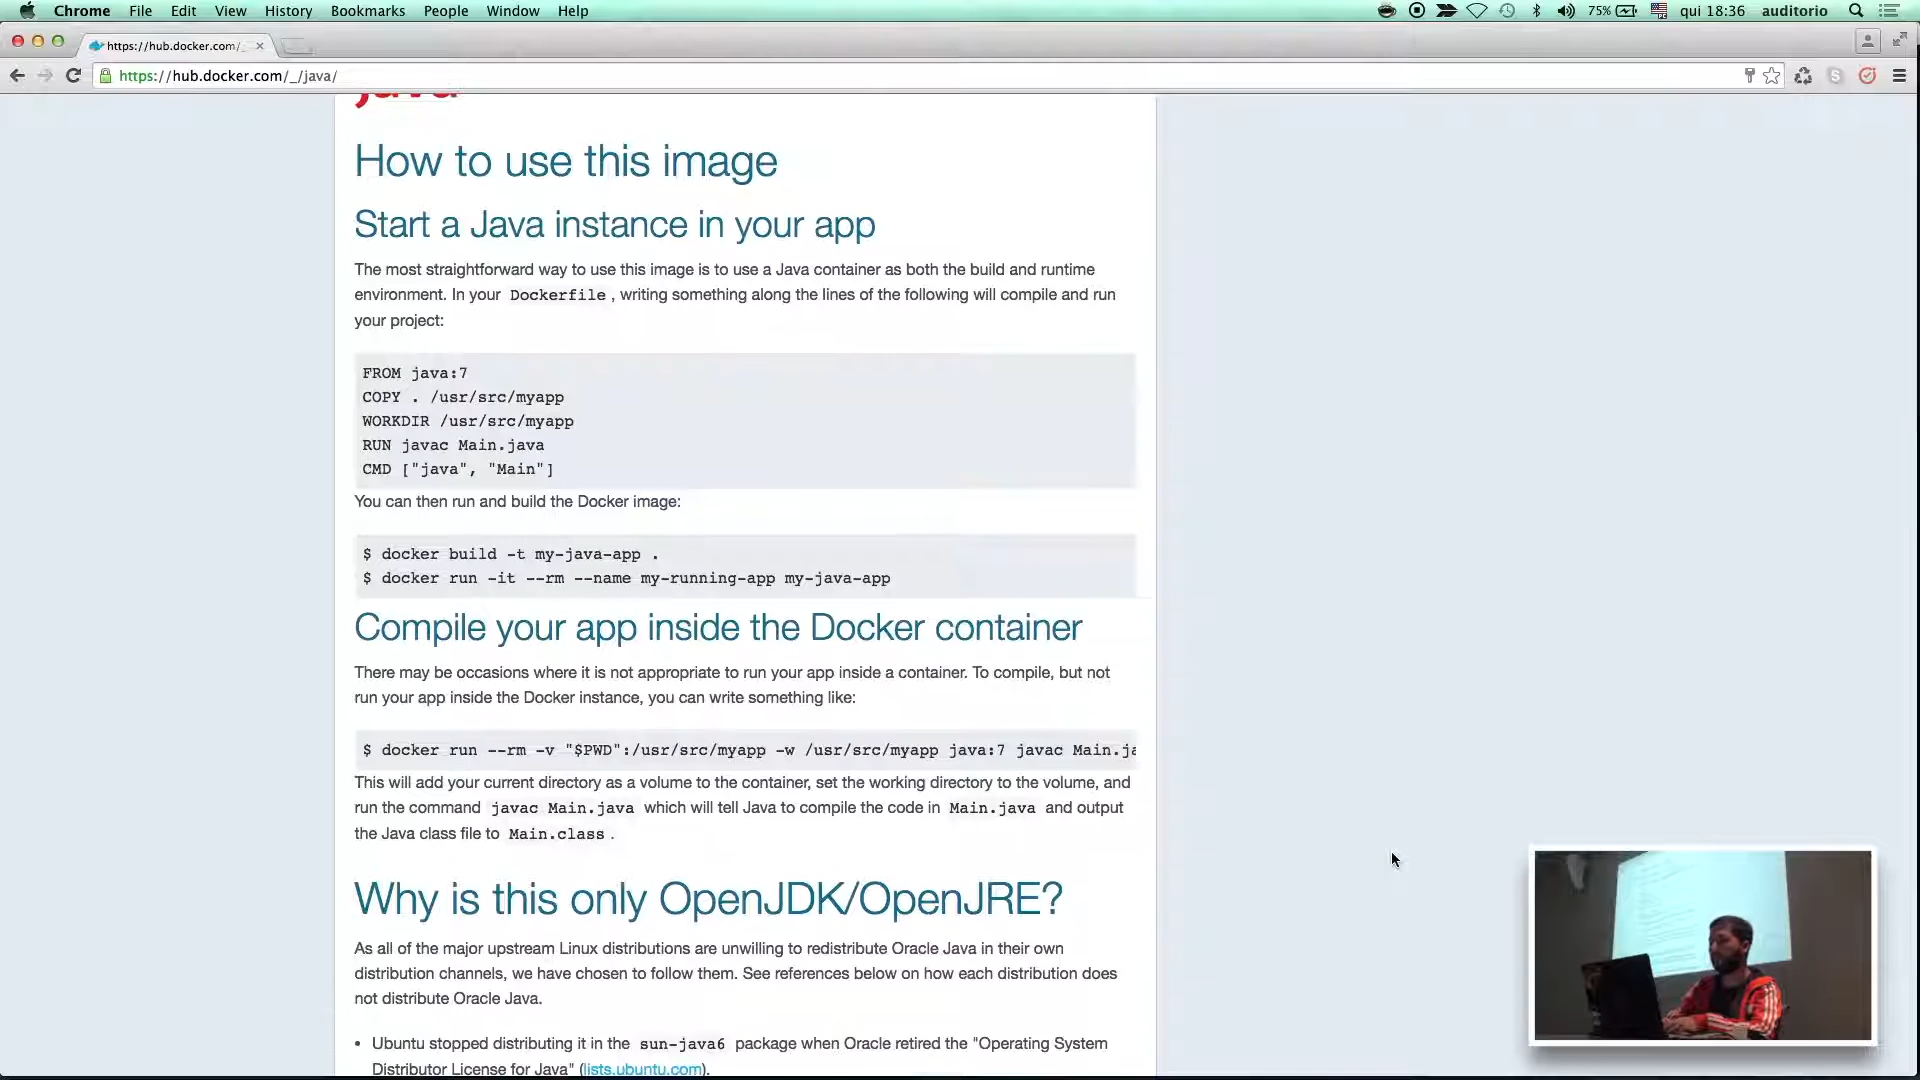 Chrome File Edit View History Bookmarks People Window Help 75% qui 18:36 auditorio
https://hub.docker.com/_
https://hub.docker.com/_/java/
java
How to use this image
Start a Java instance in your app
The most straightforward way to use this image is to use a Java container as both the build and runtime
environment. In your Dockerfile , writing something along the lines of the following will compile and run
your project:
FROM java:7
COPY . /usr/src/myapp
WORKDIR /usr/src/myapp
RUN javac Main.java
CMD ["java", "Main"]
You can then run and build the Docker image:
$ docker build -t my-java-app .
$ docker run -it --rm --name my-running-app my-java-app
Compile your app inside the Docker container
There may be occasions where it is not appropriate to run your app inside a container. To compile, but not
run your app inside the Docker instance, you can write something like:
$ docker run --rm -v "$PWD":/usr/src/myapp -w /usr/src/myapp java:7 javac Main.ja
This will add your current directory as a volume to the container, set the working directory to the volume, and
run the command javac Main.java which will tell Java to compile the code in Main.java and output
the Java class file to Main.class .
Why is this only OpenJDK/OpenJRE?
As all of the major upstream Linux distributions are unwilling to redistribute Oracle Java in their own
distribution channels, we have chosen to follow them. See references below on how each distribution does
not distribute Oracle Java.
• Ubuntu stopped distributing it in the sun-java6 package when Oracle retired the "Operating System
Distributor License for Java" (lists.ubuntu.com).